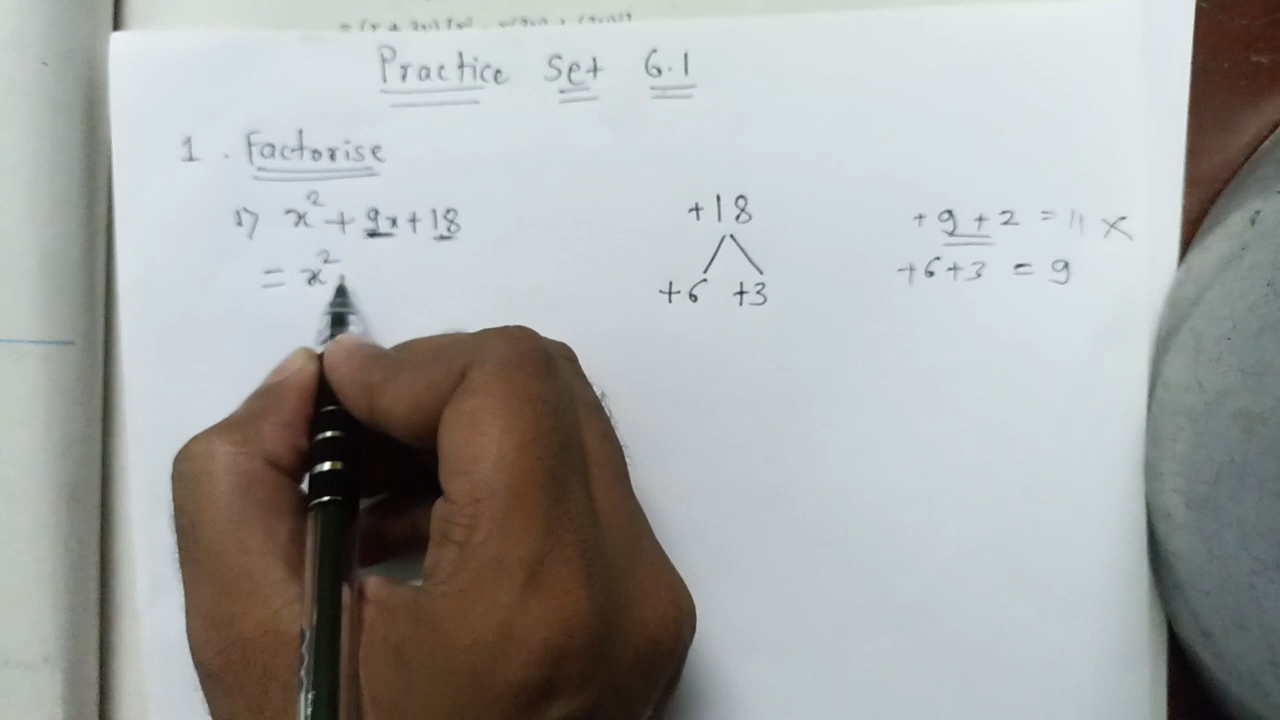 Practice Set 6.1
1. Factorise
1) x² + 9x + 18
= x²
+18
+6 +3
+9 +2 = 11 ×
+6+3 = 9